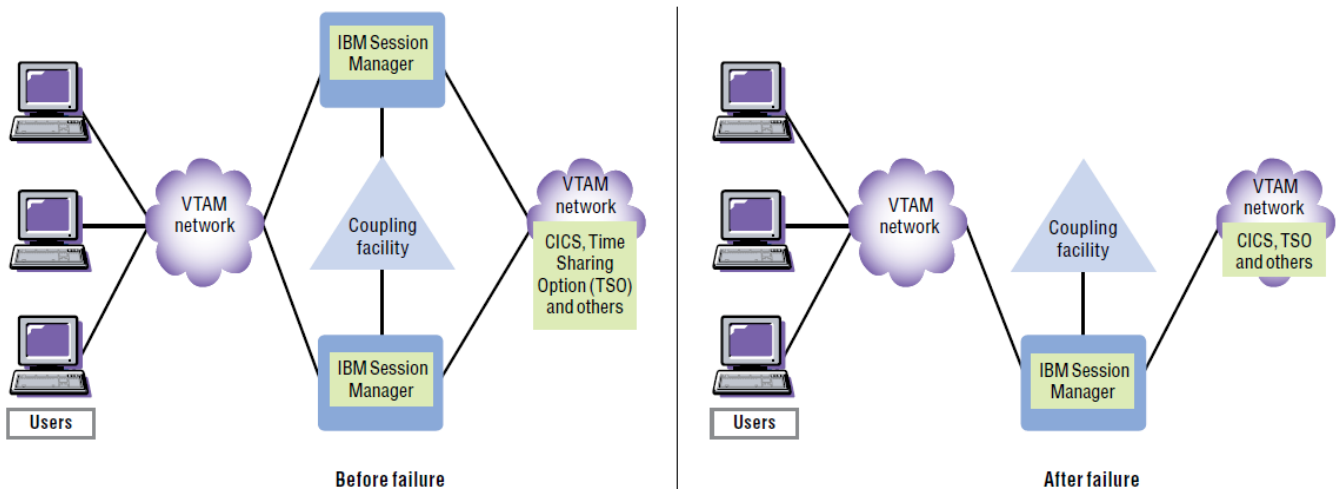 IBM Session
Manager
VTAM
network
Coupling
facility
VTAM
network
CICS, Time
Sharing
Option (TSO)
and others
IBM Session
Manager
Users
Before failure
VTAM
network
Coupling
facility
VTAM
network
CICS, TSO
and others
IBM Session
Manager
Users
After failure